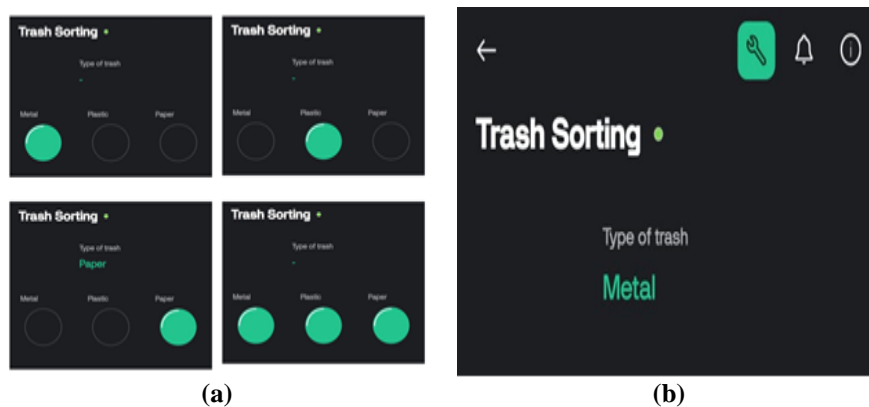 Trash Sorting
Type of trash
-
Metal Plastic Paper
Trash Sorting
Type of trash
-
Metal Plastic Paper
Trash Sorting
Type of trash
Paper
Metal Plastic Paper
Trash Sorting
Type of trash
-
Metal Plastic Paper
(a)
Trash Sorting
Type of trash
Metal
(b)